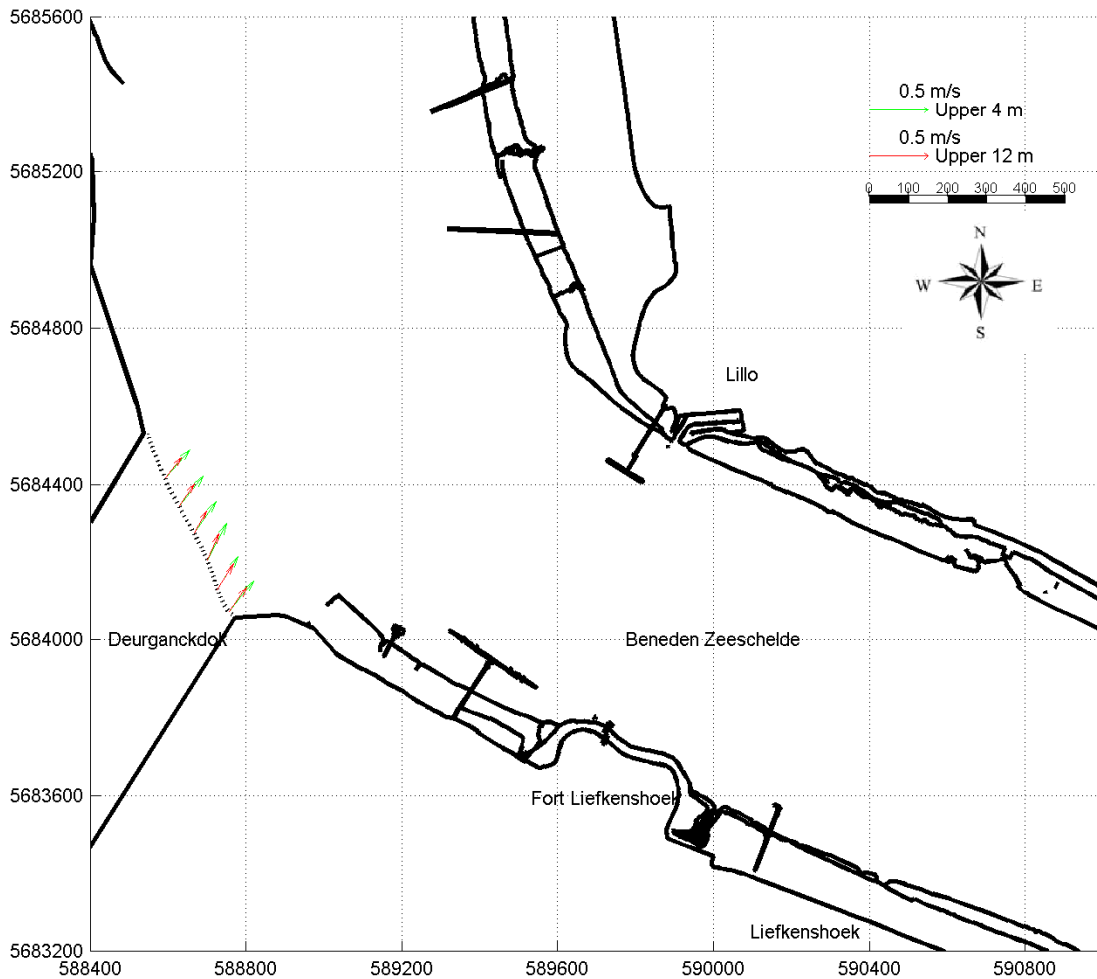 5685600
5685200
5684800
5684400
5684000
5683600
5683200
588400 588800 589200 589600 590000 590400 590800
0.5 m/s
Upper 4 m
0.5 m/s
Upper 12 m
0 100 200 300 400 500
N
W E
S
Lillo
Deurganckdok
Beneden Zeeschelde
Fort Liefkenshoek
Liefkenshoek